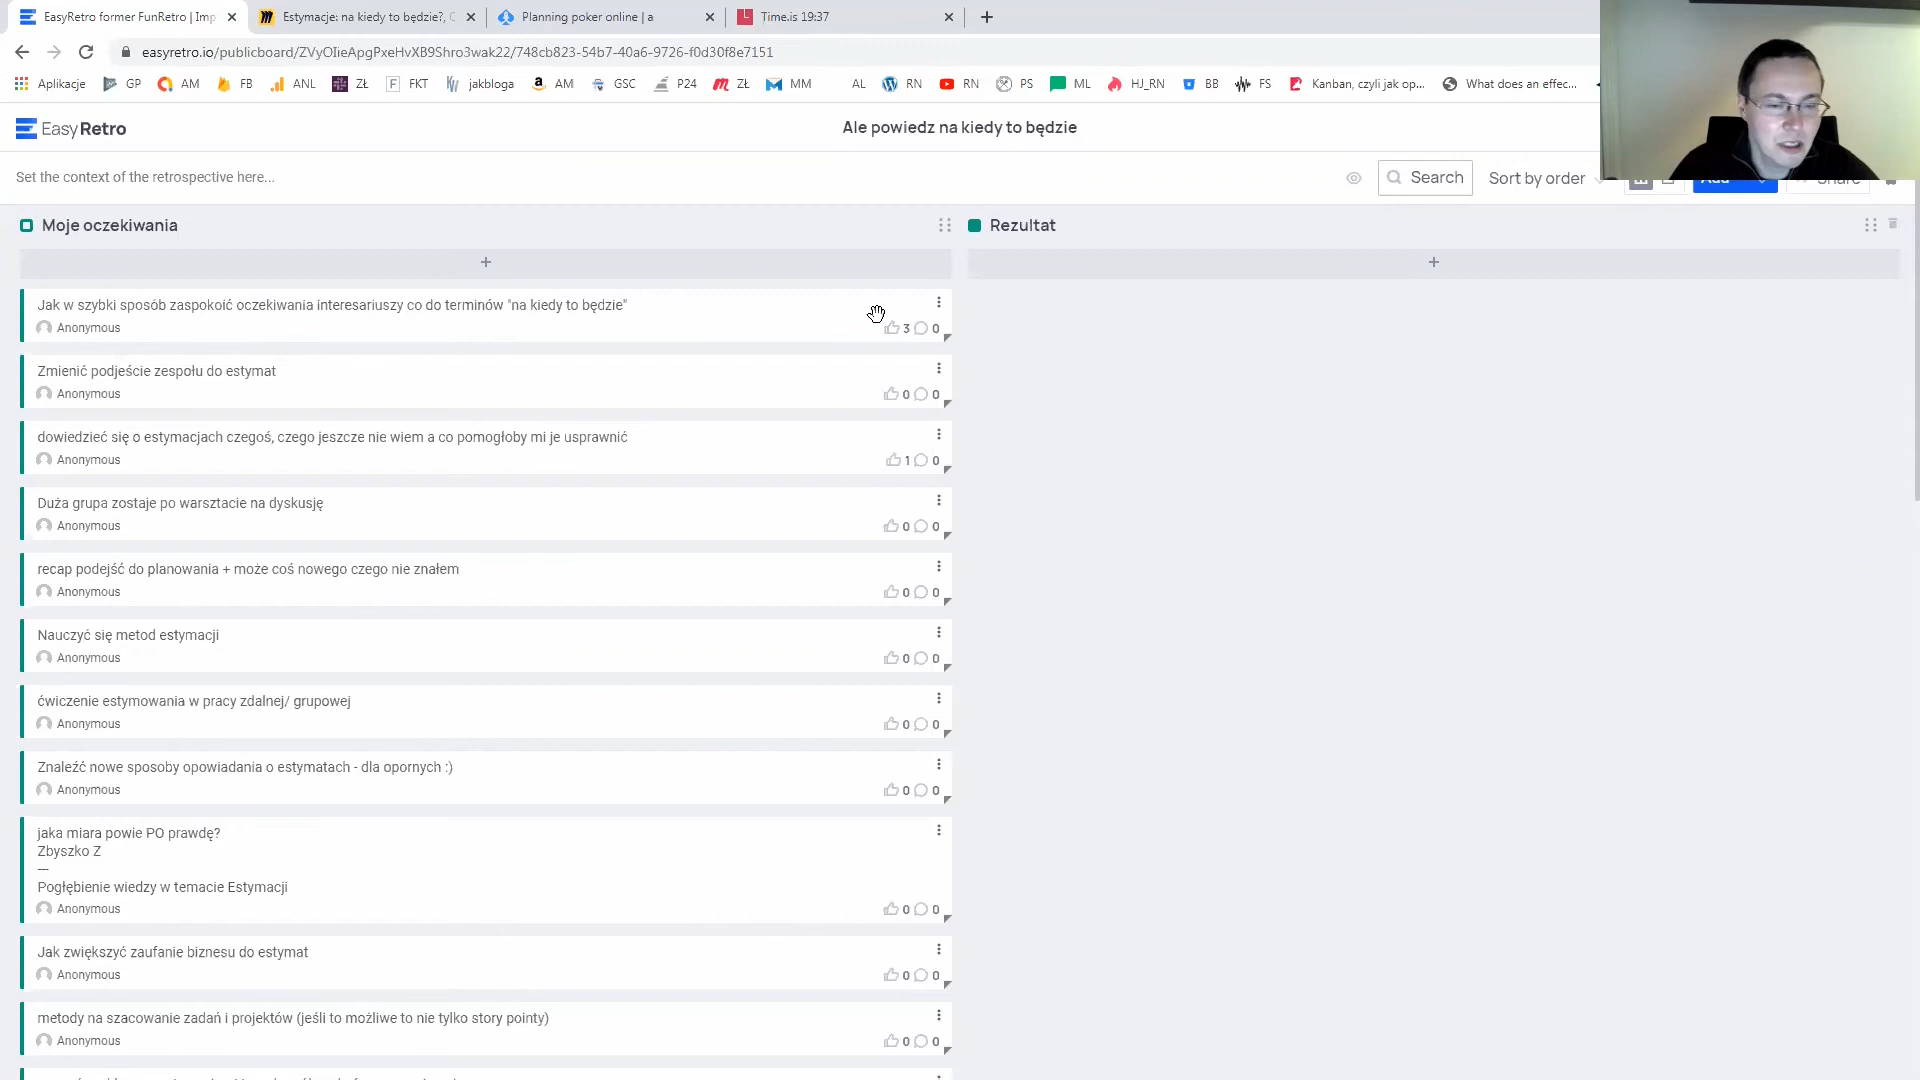 EasyRetro former FunRetro | Imp
Estymacje: na kiedy to będzie?, C
Planning poker online | a
Time.is 19:37
easyretro.io/publicboard/ZVyOIieApgPxeHvXB9Shro3wak22/748cb823-54b7-40a6-9726-f0d30f8e7151
Aplikacje GP AM FB ANL ZŁ FKT jakbloga AM GSC P24 ZŁ MM AL RN RN PS ML HJ_RN BB FS Kanban, czyli jak op... What does an effec...
EasyRetro
Ale powiedz na kiedy to będzie
Set the context of the retrospective here...
Search
Sort by order
Add
Share
Moje oczekiwania
Rezultat
+
+
Jak w szybki sposób zaspokoić oczekiwania interesariuszy co do terminów "na kiedy to będzie"
Anonymous 3 0
Zmienić podjeście zespołu do estymat
Anonymous 0 0
dowiedzieć się o estymacjach czegoś, czego jeszcze nie wiem a co pomogłoby mi je usprawnić
Anonymous 1 0
Duża grupa zostaje po warsztacie na dyskusję
Anonymous 0 0
recap podejść do planowania + może coś nowego czego nie znałem
Anonymous 0 0
Nauczyć się metod estymacji
Anonymous 0 0
ćwiczenie estymowania w pracy zdalnej/ grupowej
Anonymous 0 0
Znaleźć nowe sposoby opowiadania o estymatach - dla opornych :)
Anonymous 0 0
jaka miara powie PO prawdę?
Zbyszko Z
—
Pogłębienie wiedzy w temacie Estymacji
Anonymous 0 0
Jak zwiększyć zaufanie biznesu do estymat
Anonymous 0 0
metody na szacowanie zadań i projektów (jeśli to możliwe to nie tylko story pointy)
Anonymous 0 0